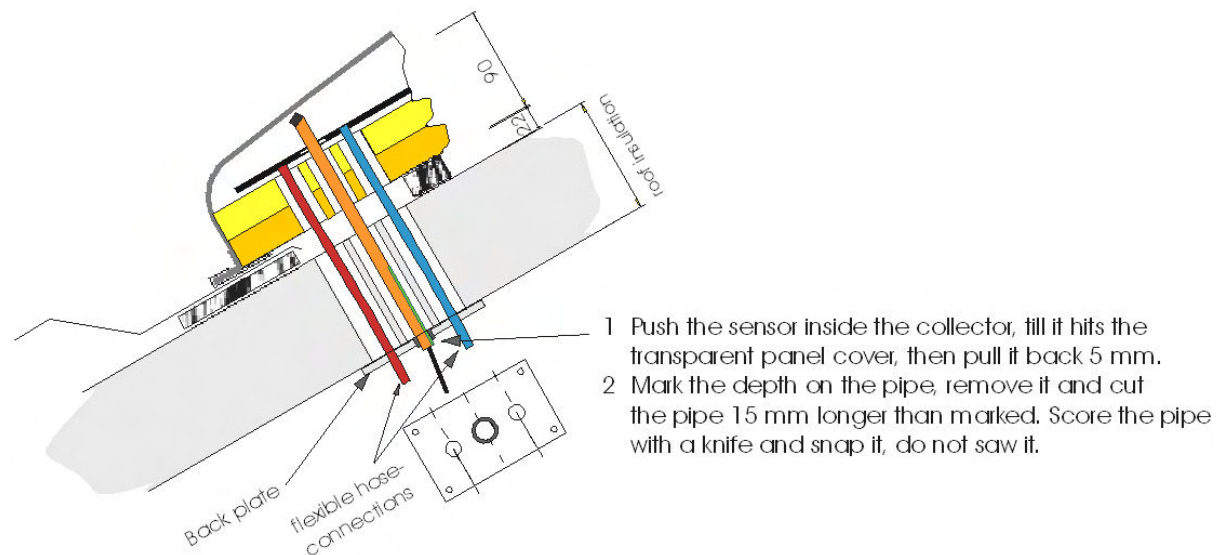 90
22
roof insulation
1 Push the sensor inside the collector, till it hits the
transparent panel cover, then pull it back 5 mm.
2 Mark the depth on the pipe, remove it and cut
the pipe 15 mm longer than marked. Score the pipe
with a knife and snap it, do not saw it.
Back plate
flexible hose-
connections